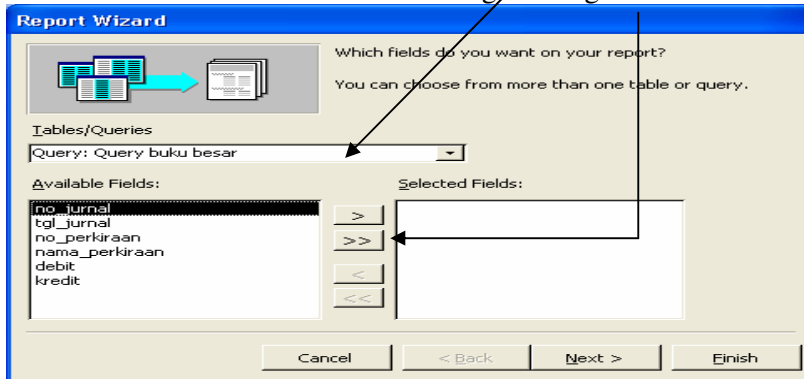 Report Wizard
Which fields do you want on your report?
You can choose from more than one table or query.
Tables/Queries
Query: Query buku besar
Available Fields:
Selected Fields:
no_jurnal
tgl_jurnal
no_perkiraan
nama_perkiraan
debit
kredit
>
>>
<
<<
Cancel
< Back
Next >
Finish